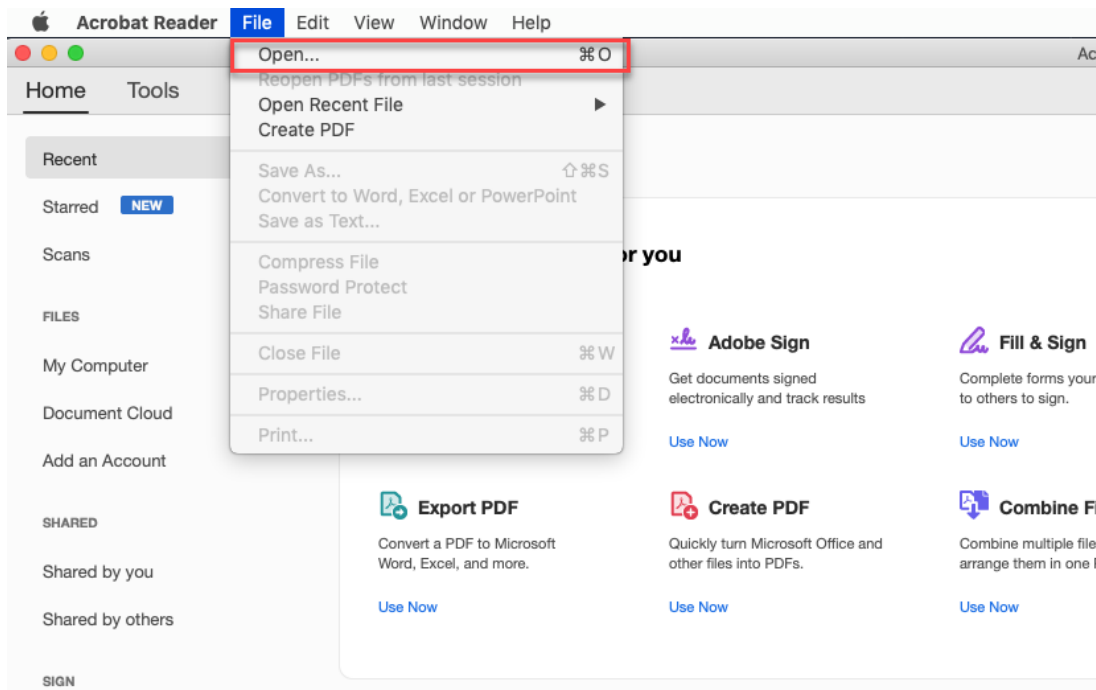 Acrobat Reader File Edit View Window Help
Open... ⌘O
Home Tools
Reopen PDFs from last session
Open Recent File
Create PDF
Save As... ⇧⌘S
Convert to Word, Excel or PowerPoint
Save as Text...
Compress File
Password Protect
Share File
Close File ⌘W
Properties... ⌘D
Print... ⌘P
Recent
Starred NEW
Scans
FILES
My Computer
Document Cloud
Add an Account
SHARED
Shared by you
Shared by others
SIGN
or you
Adobe Sign
Get documents signed
electronically and track results
Use Now
Fill & Sign
Complete forms your
to others to sign.
Use Now
Export PDF
Convert a PDF to Microsoft
Word, Excel, and more.
Use Now
Create PDF
Quickly turn Microsoft Office and
other files into PDFs.
Use Now
Combine Fi
Combine multiple file
arrange them in one
Use Now